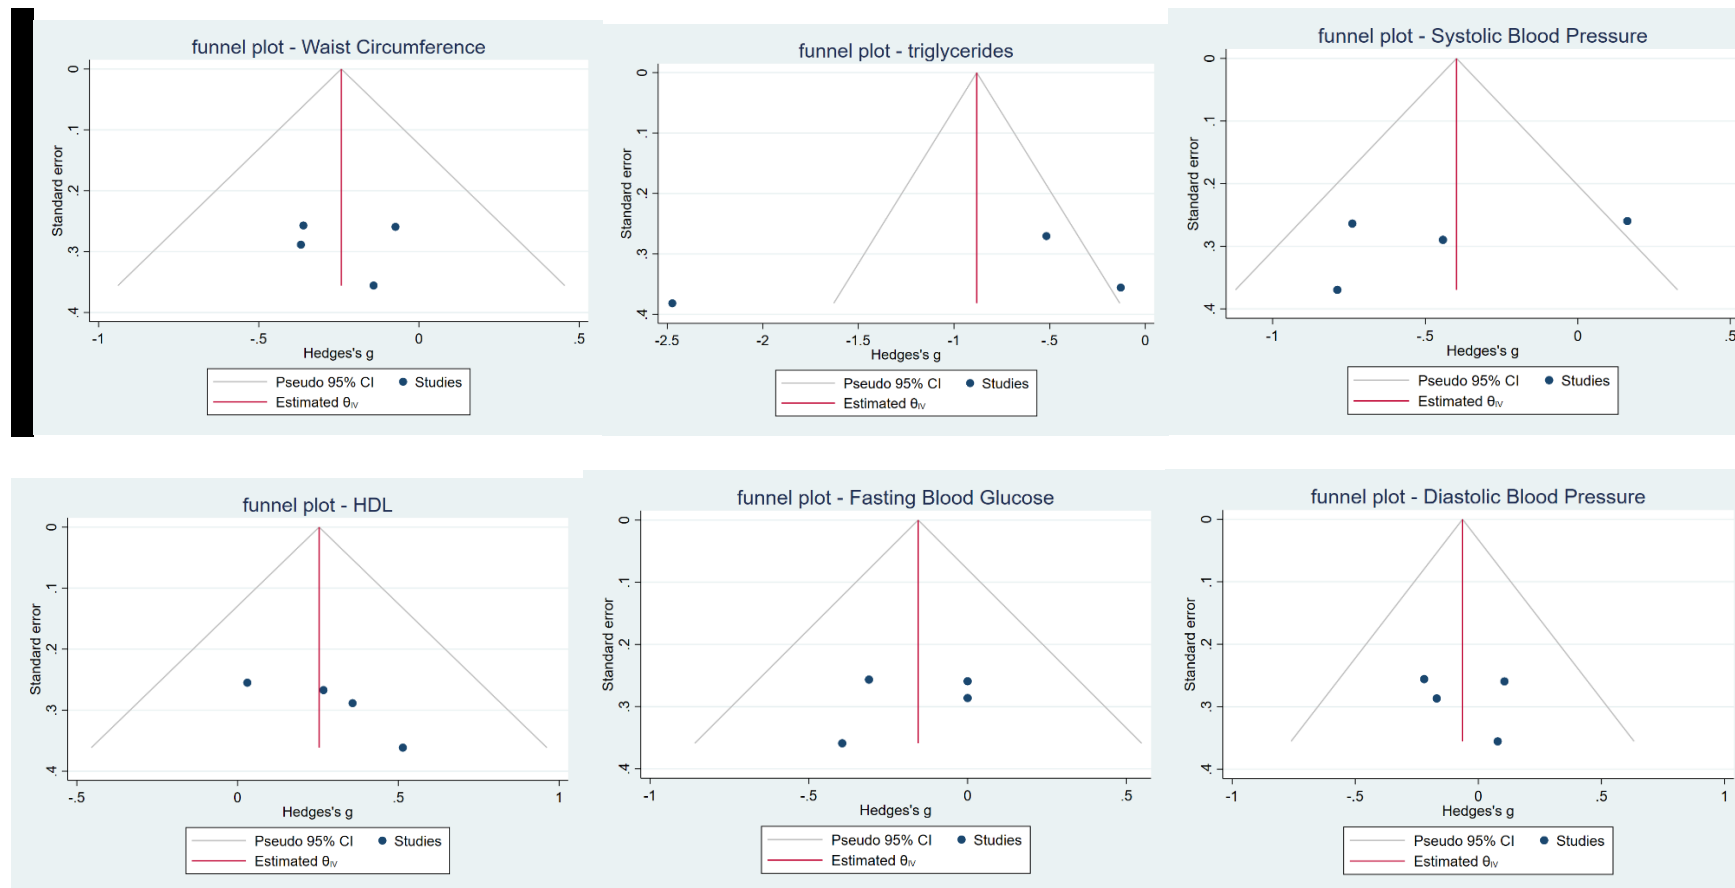 funnel plot - Waist Circumference
0
.1
.2
.3
.4
Standard error
-1
-.5
0
.5
Hedges's g
Pseudo 95% CI
Studies
Estimated θIV
funnel plot - triglycerides
0
.1
.2
.3
.4
Standard error
-2.5
-2
-1.5
-1
-.5
0
Hedges's g
Pseudo 95% CI
Studies
Estimated θIV
funnel plot - Systolic Blood Pressure
0
.1
.2
.3
.4
Standard error
-1
-.5
0
.5
Hedges's g
Pseudo 95% CI
Studies
Estimated θIV
funnel plot - HDL
0
.1
.2
.3
.4
Standard error
-.5
0
.5
1
Hedges's g
Pseudo 95% CI
Studies
Estimated θIV
funnel plot - Fasting Blood Glucose
0
.1
.2
.3
.4
Standard error
-1
-.5
0
.5
Hedges's g
Pseudo 95% CI
Studies
Estimated θIV
funnel plot - Diastolic Blood Pressure
0
.1
.2
.3
.4
Standard error
-1
-.5
0
.5
1
Hedges's g
Pseudo 95% CI
Studies
Estimated θIV